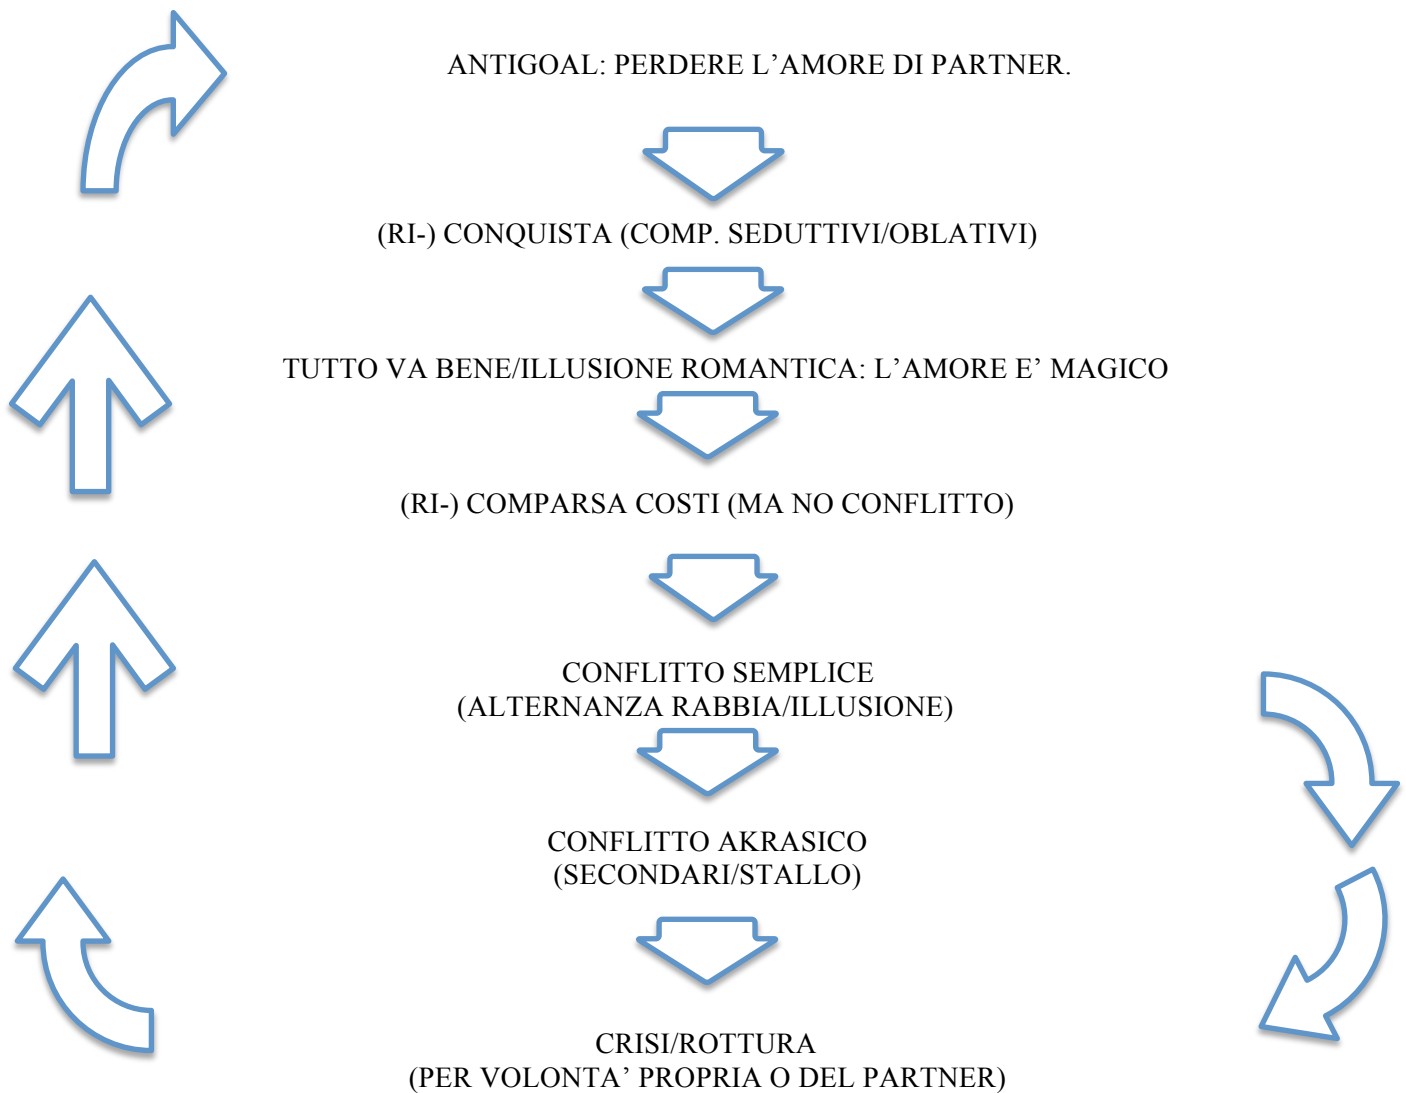 ANTIGOAL: PERDERE L’AMORE DI PARTNER.
(RI-) CONQUISTA (COMP. SEDUTTIVI/OBLATIVI)
TUTTO VA BENE/ILLUSIONE ROMANTICA: L’AMORE E’ MAGICO
(RI-) COMPARSA COSTI (MA NO CONFLITTO)
CONFLITTO SEMPLICE
(ALTERNANZA RABBIA/ILLUSIONE)
CONFLITTO AKRASICO
(SECONDARI/STALLO)
CRISI/ROTTURA
(PER VOLONTA’ PROPRIA O DEL PARTNER)